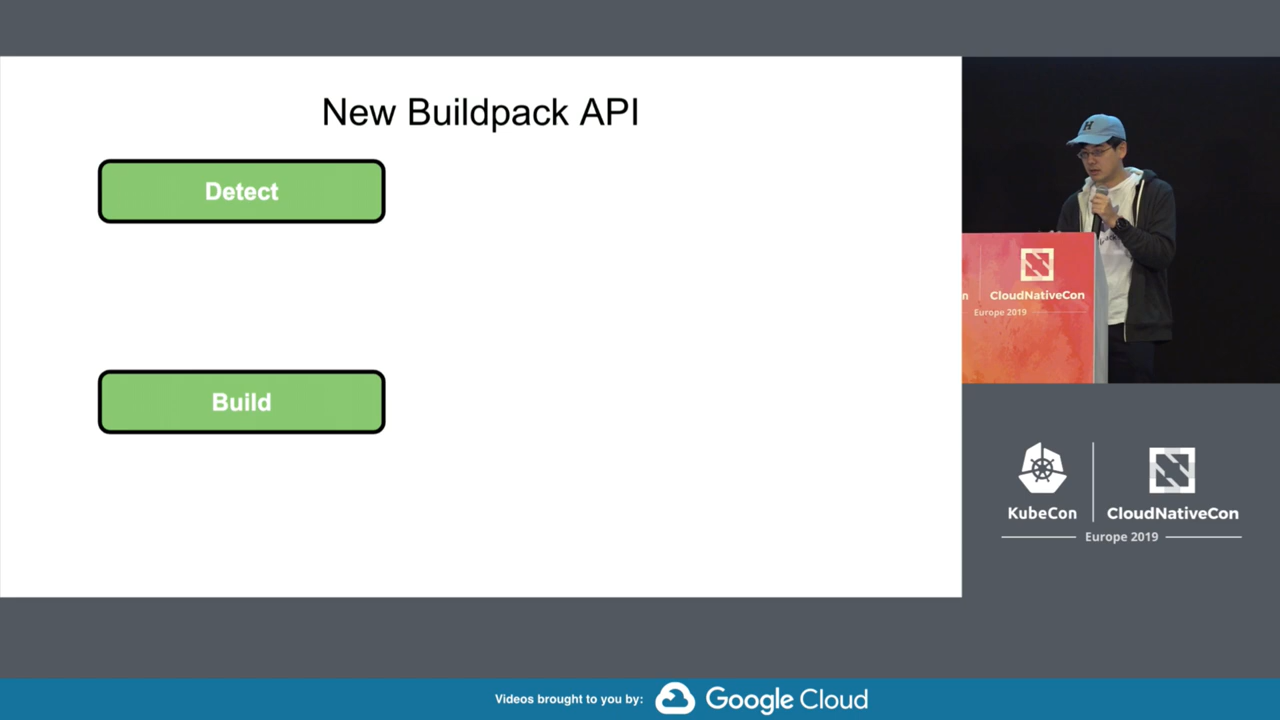 New Buildpack API
Detect
Build
H
n
CloudNativeCon
Europe 2019
KubeCon
CloudNativeCon
Europe 2019
Videos brought to you by:
Google Cloud